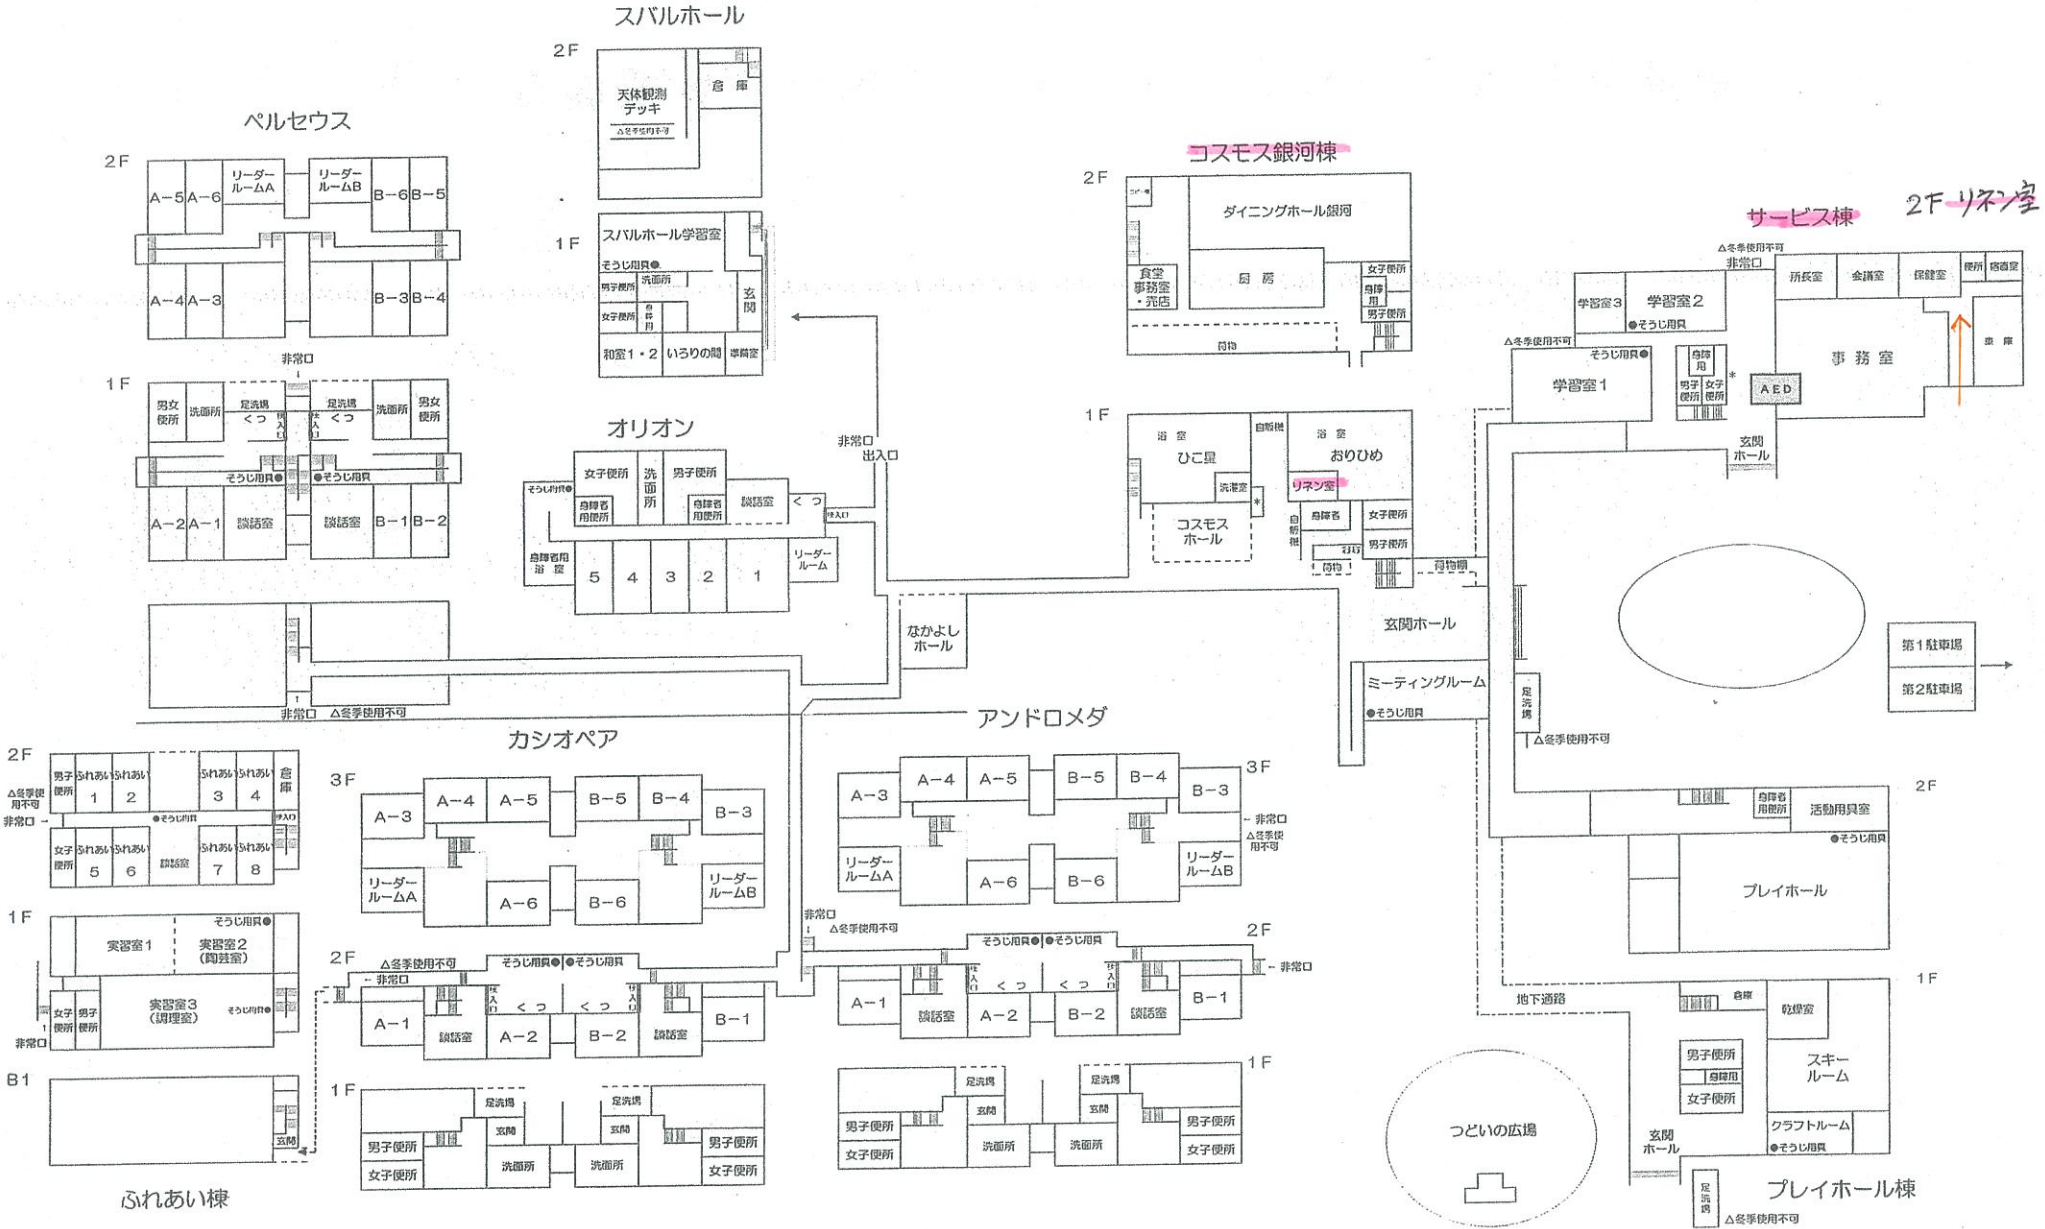 スバルホール
2F
天体観測
デッキ
△冬季使用不可
倉庫
1F
スバルホール学習室
そうじ用具●
男子便所
洗面所
女子便所
身障用
玄関
和室1・2
いろりの間
準備室
ペルセウス
2F
A-5
A-6
リーダー
ルームA
リーダー
ルームB
B-6
B-5
A-4
A-3
B-3
B-4
非常口
1F
男女
便所
洗面所
足洗場
くつ
足洗場
くつ
洗面所
男女
便所
そうじ用具●
●そうじ用具
A-2
A-1
談話室
談話室
B-1
B-2
非常口
△冬季使用不可
オリオン
そうじ用具●
女子便所
身障者
用便所
洗面所
男子便所
身障者
用便所
談話室
くつ
身障者用
浴室
5
4
3
2
1
リーダー
ルーム
非常口
出入口
なかよし
ホール
コスモス銀河棟
2F
ダイニングホール銀河
食堂
事務室
・売店
厨房
女子便所
身障用
男子便所
荷物
1F
浴室
ひこ星
自販機
浴室
おりひめ
洗濯室
*
リネン室
コスモス
ホール
自販機
身障者
女子便所
男子便所
荷物
荷物棚
玄関ホール
ミーティングルーム
●そうじ用具
足洗場
△冬季使用不可
サービス棟
2F リネン室
△冬季使用不可
非常口
学習室3
学習室2
●そうじ用具
所長室
会議室
保健室
便所
宿直室
△冬季使用不可
そうじ用具●
学習室1
身障用
男子便所
女子便所
*
AED
事務室
車庫
玄関
ホール
第1駐車場
第2駐車場
2F
男子便所
ふれあい
1
ふれあい
2
ふれあい
3
ふれあい
4
倉庫
△冬季使用不可
非常口
●そうじ用具
女子便所
ふれあい
5
ふれあい
6
談話室
ふれあい
7
ふれあい
8
1F
実習室1
そうじ用具●
実習室2
(陶芸室)
女子便所
男子便所
実習室3
(調理室)
そうじ用具●
非常口
B1
玄関
ふれあい棟
カシオペア
3F
A-3
A-4
A-5
B-5
B-4
B-3
リーダー
ルームA
A-6
B-6
リーダー
ルームB
2F
△冬季使用不可
←非常口
そうじ用具●
●そうじ用具
くつ
くつ
A-1
談話室
A-2
B-2
談話室
B-1
1F
足洗場
玄関
足洗場
玄関
男子便所
女子便所
洗面所
洗面所
男子便所
女子便所
アンドロメダ
3F
A-3
A-4
A-5
B-5
B-4
B-3
←非常口
△冬季使用不可
リーダー
ルームA
A-6
B-6
リーダー
ルームB
非常口
△冬季使用不可
2F
そうじ用具●
●そうじ用具
←非常口
くつ
くつ
A-1
談話室
A-2
B-2
談話室
B-1
1F
足洗場
玄関
足洗場
玄関
男子便所
女子便所
洗面所
洗面所
男子便所
女子便所
2F
身障者
用便所
活動用具室
●そうじ用具
プレイホール
1F
地下通路
倉庫
乾燥室
男子便所
身障用
女子便所
スキー
ルーム
クラフトルーム
●そうじ用具
玄関
ホール
足洗場
△冬季使用不可
プレイホール棟
つどいの広場